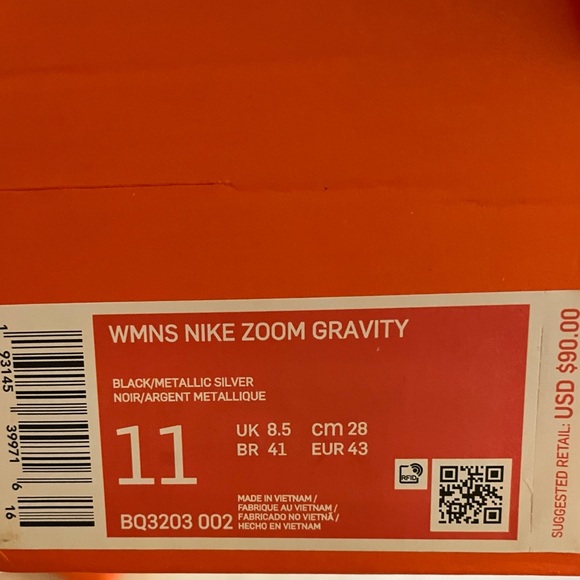 WMNS NIKE ZOOM GRAVITY
BLACK/METALLIC SILVER
NOIR/ARGENT METALLIQUE
11
UK 8.5 cm 28
BR 41 EUR 43
RFID
BQ3203 002
MADE IN VIETNAM /
FABRIQUE AU VIETNAM /
FABRICADO NO VIETNÃ /
HECHO EN VIETNAM
1 93145 39971 6
16
SUGGESTED RETAIL: USD $90.00